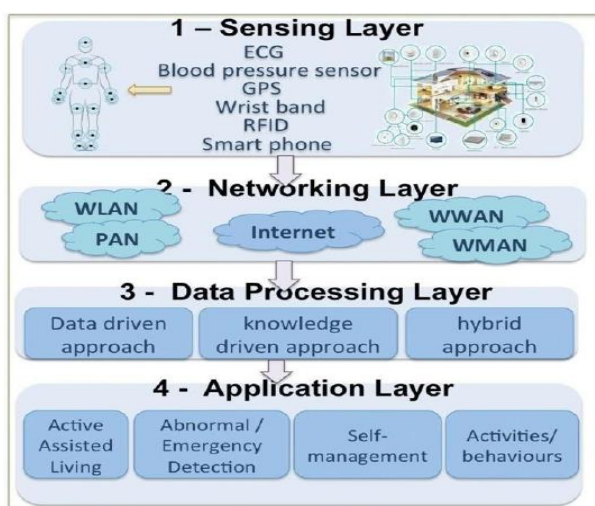 1 – Sensing Layer
ECG
Blood pressure sensor
GPS
Wrist band
RFID
Smart phone
2 - Networking Layer
WLAN
PAN
Internet
WWAN
WMAN
3 - Data Processing Layer
Data driven
approach
knowledge
driven approach
hybrid
approach
4 - Application Layer
Active
Assisted
Living
Abnormal /
Emergency
Detection
Self-
management
Activities/
behaviours